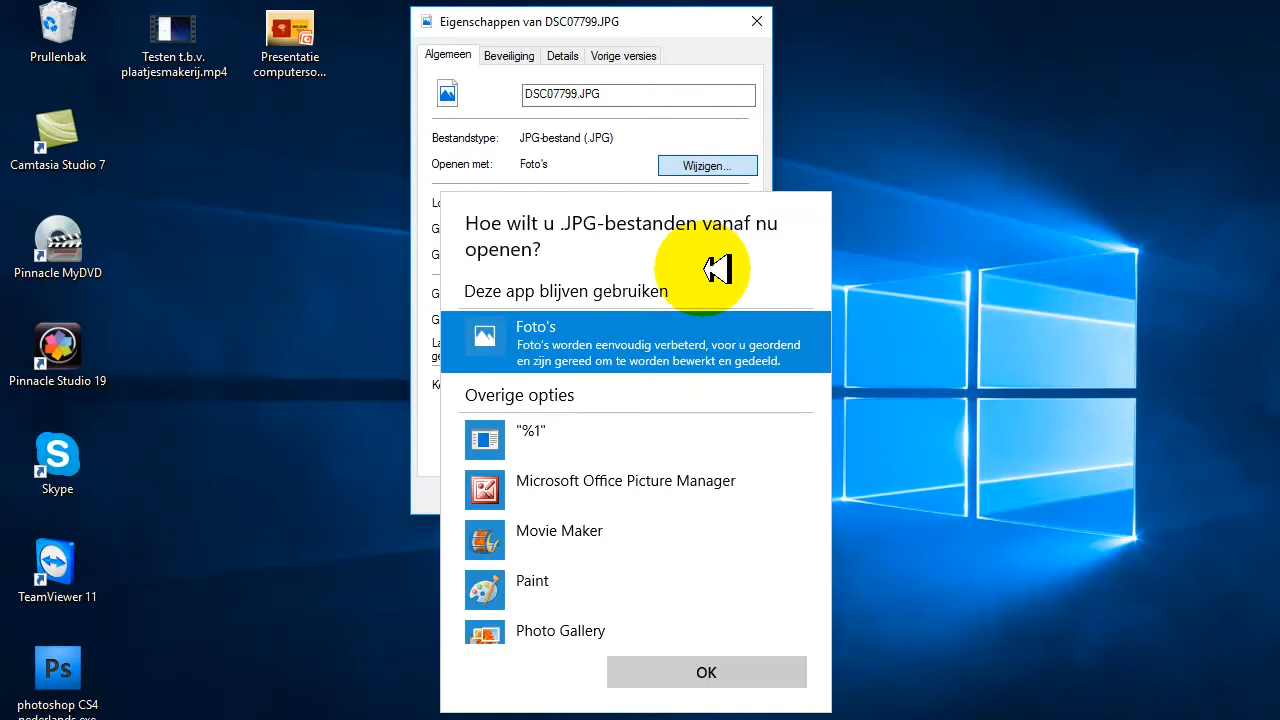 Prullenbak
Testen t.b.v.
plaatjesmakerij.mp4
Presentatie
computerso...
Camtasia Studio 7
Pinnacle MyDVD
Pinnacle Studio 19
Skype
TeamViewer 11
Ps
photoshop CS4
Eigenschappen van DSC07799.JPG
Algemeen
Beveiliging
Details
Vorige versies
DSC07799.JPG
Bestandstype:
JPG-bestand (.JPG)
Openen met:
Foto's
Wijzigen...
Hoe wilt u .JPG-bestanden vanaf nu
openen?
Deze app blijven gebruiken
Foto's
Foto's worden eenvoudig verbeterd, voor u geordend
en zijn gereed om te worden bewerkt en gedeeld.
Overige opties
"%1"
Microsoft Office Picture Manager
Movie Maker
Paint
Photo Gallery
OK